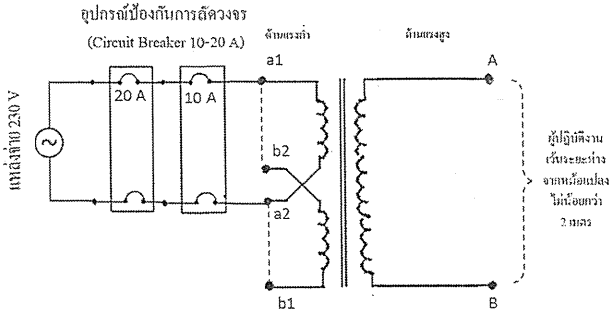 อุปกรณ์ป้องกันการลัดวงจร
(Circuit Breaker 10-20 A)
ด้านแรงต่ำ
ด้านแรงสูง
a1
A
20 A
10 A
แหล่งจ่าย 230 V
b2
a2
ผู้ปฏิบัติงาน
เว้นระยะห่าง
จากหม้อแปลง
ไม่น้อยกว่า
2 เมตร
b1
B